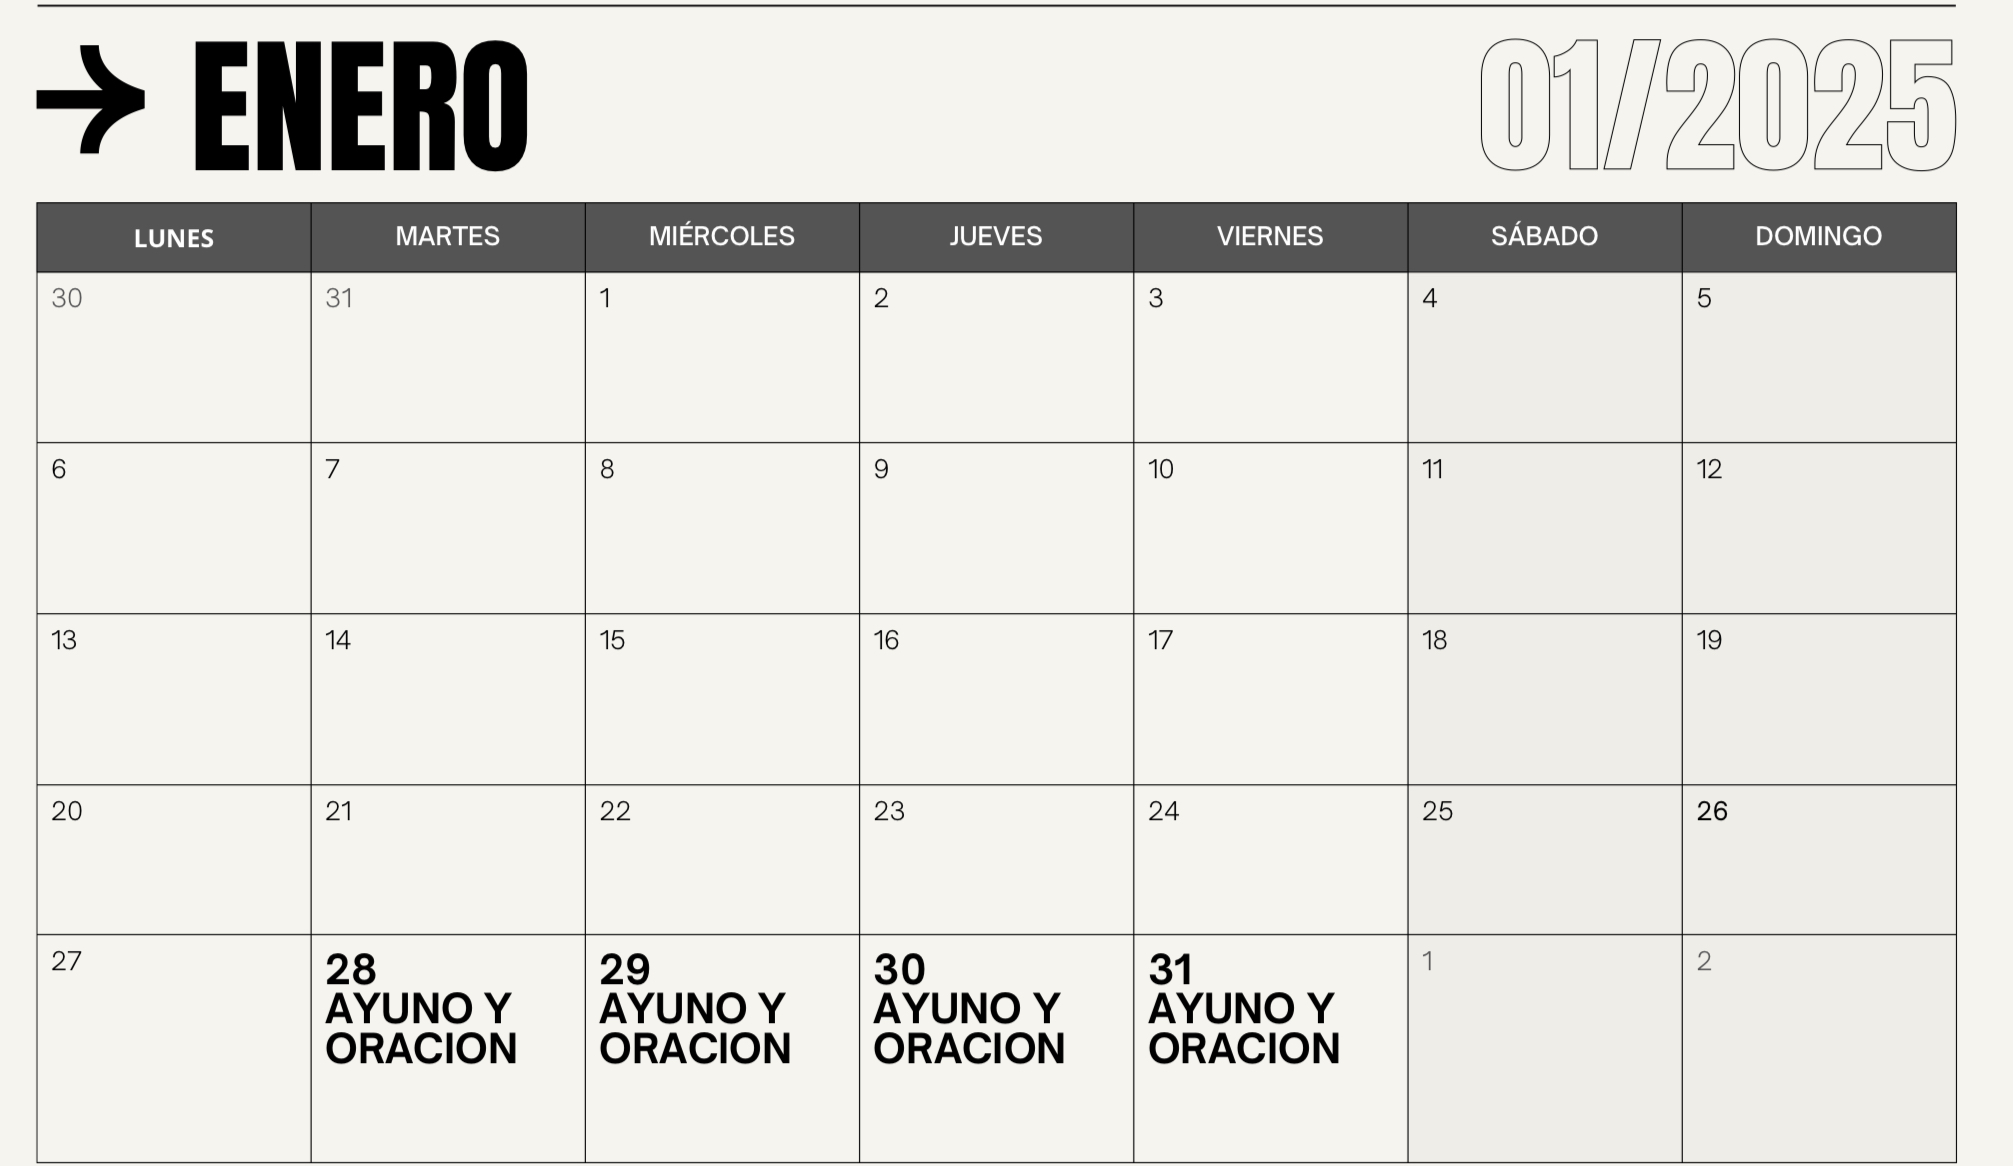 ENERO
01/2025
LUNES MARTES MIÉRCOLES JUEVES VIERNES SÁBADO DOMINGO
30 31 1 2 3 4 5
6 7 8 9 10 11 12
13 14 15 16 17 18 19
20 21 22 23 24 25 26
27 28 29 30 31 1 2
AYUNO Y AYUNO Y AYUNO Y AYUNO Y
ORACION ORACION ORACION ORACION